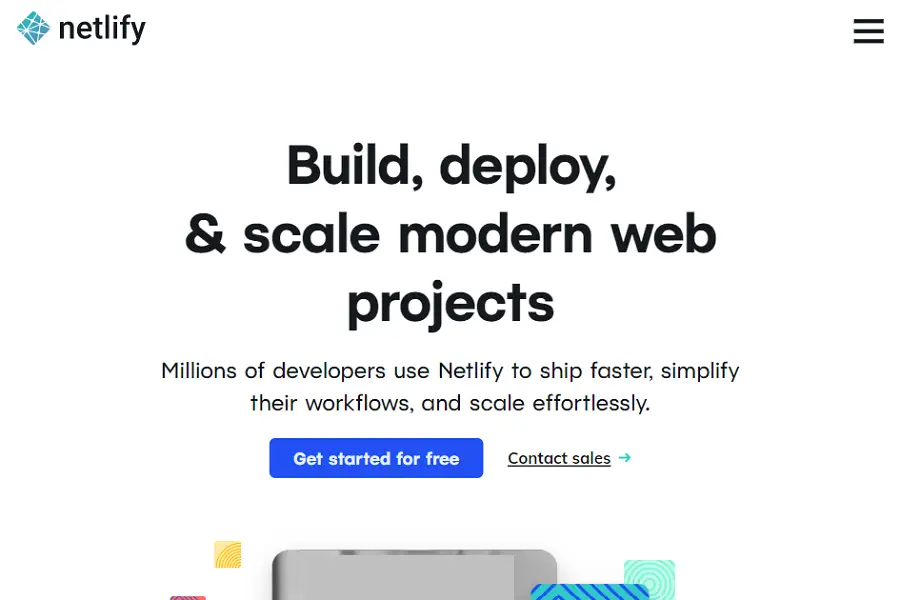 netlify
Build, deploy,
& scale modern web
projects
Millions of developers use Netlify to ship faster, simplify
their workflows, and scale effortlessly.
Get started for free
Contact sales →